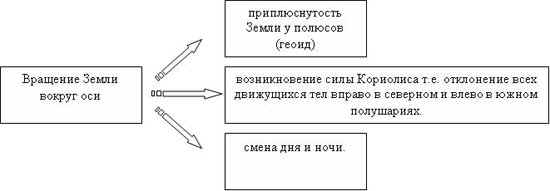 приплюснутость
Земли у полюсов
(геоид)
Вращение Земли
вокруг оси
возникновение силы Кориолиса т.е. отклонение всех
движущихся тел вправо в северном и влево в южном
полушариях.
смена дня и ночи.